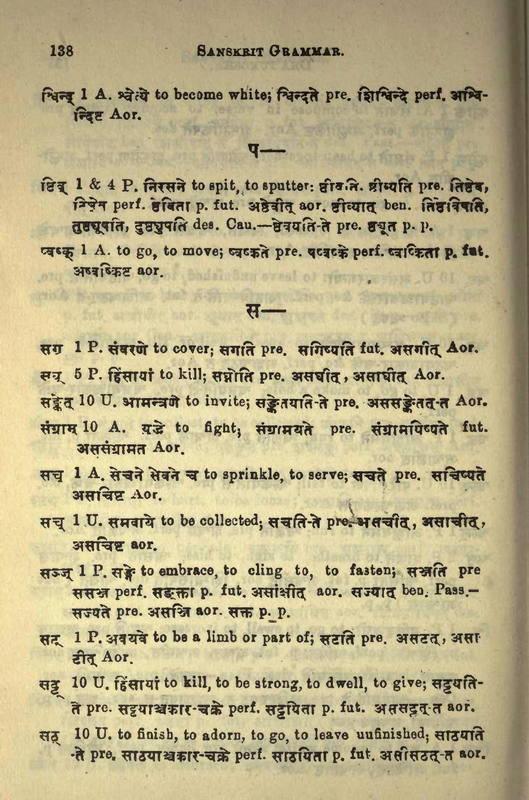 138 SANSKRIT GRAMMAR.
श्विन्द् 1 A. श्वेत्ये to become white; श्विन्दते pre. शिश्विन्दे perf. अश्वि-
न्दिष्ट Aor.
ष—
ष्ठिव् 1 & 4 P. निरसने to spit, to sputter: ष्ठीवति. ष्ठीव्यति pre. तिष्ठेव,
perf. ष्ठेविता p. fut. अष्ठेवीत् aor. ष्ठीव्यात् ben. तिष्ठेविषति,
तुष्ठ्यूषति, टुष्ठ्यूषति des. Cau.—ष्ठेवयति-ते pre. ष्ठ्यूत p. p.
ष्वष्क् 1 A. to go, to move; ष्वष्कते pre. षष्वष्के perf. ष्वष्किता p. fut.
अष्वष्किष्ट aor.
स—
सग् 1 P. संवरणे to cover; सगति pre. सगिष्यति fut. असगीत् Aor.
सघ् 5 P. हिंसायां to kill; सघ्नोति pre. असघीत्, असाघीत् Aor.
सङ्केत् 10 U. आमन्त्रणे to invite; सङ्केतयति-ते pre. अससङ्केतत्-त Aor.
संग्राम् 10 A. युद्धे to fight; संग्रामयते pre. संग्रामयिष्यते fut.
अससंग्रामत Aor.
सच् 1 A. सेचने सेवने च to sprinkle, to serve; सचते pre. सचिष्यते
असचिष्ट Aor.
सच् 1 U. समवाये to be collected; सचति-ते pre. असचीत्, असाचीत्,
असचिष्ट aor.
सञ्ज् 1 P. सङ्गे to embrace, to cling to, to fasten; सञ्जति pre
ससञ्ज perf. सङ्क्ता p. fut. असांक्षीत् aor. सज्यात् ben. Pass.—
सज्यते pre. असञ्जि aor. सक्त p. p.
सट् 1 P. अवयवे to be a limb or part of; सटति pre. असटत्, असा-
टीत् Aor.
सट्ट् 10 U. हिंसायां to kill, to be strong, to dwell, to give; सट्टयति-
ते pre. सट्टयाञ्चकार-चक्रे perf. सट्टयिता p. fut. अससट्टत्-त aor.
सठ् 10 U. to finish, to adorn, to go, to leave unfinished; साठयति
-ते pre. साठयाञ्चकार-चक्रे perf. साठयिता p. fut. असीसठत्-त aor.